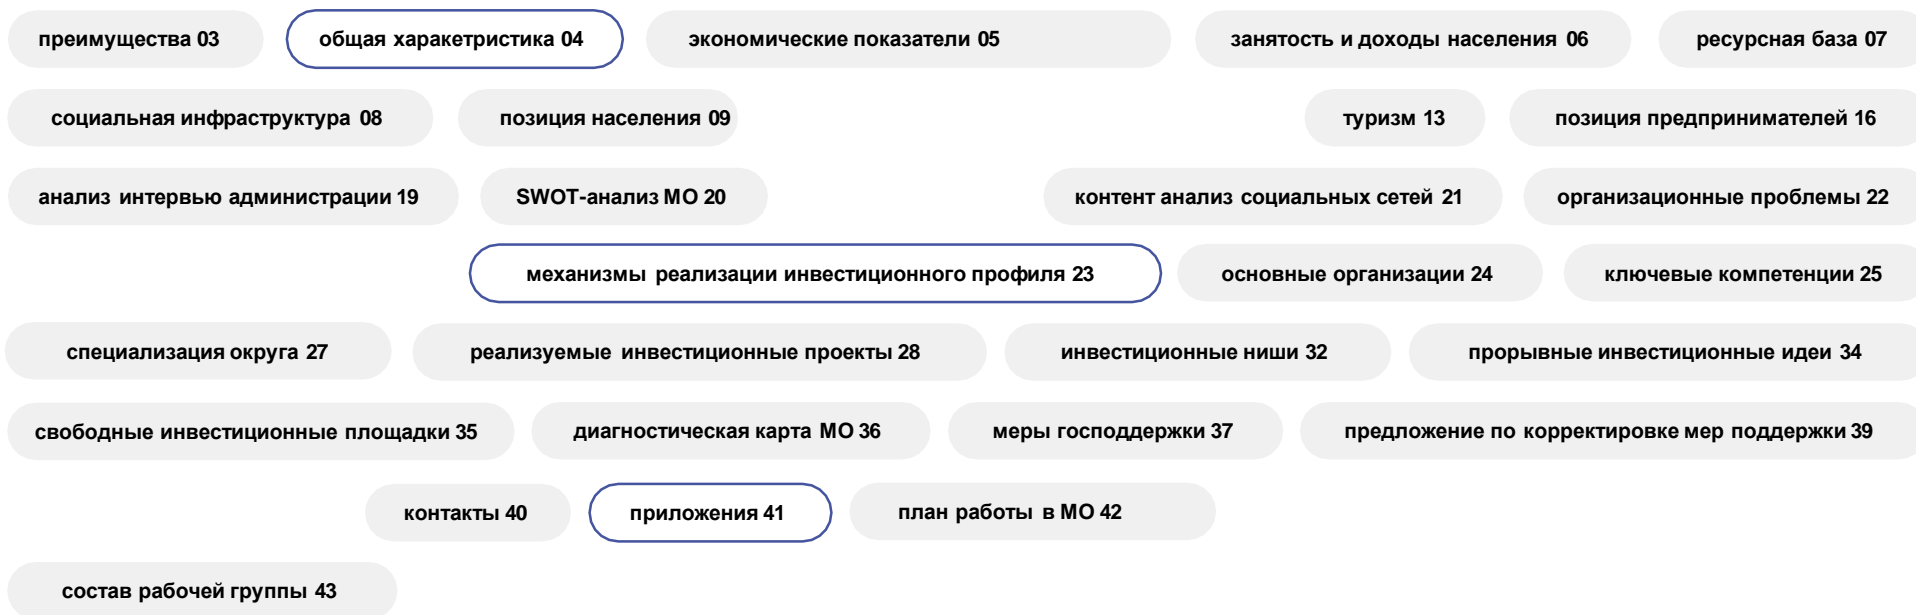 преимущества 03 общая характеристика 04 экономические показатели 05 занятость и доходы населения 06 ресурсная база 07
социальная инфраструктура 08 позиция населения 09 туризм 13 позиция предпринимателей 16
анализ интервью администрации 19 SWOT-анализ МО 20 контент анализ социальных сетей 21 организационные проблемы 22
механизмы реализации инвестиционного профиля 23 основные организации 24 ключевые компетенции 25
специализация округа 27 реализуемые инвестиционные проекты 28 инвестиционные ниши 32 прорывные инвестиционные идеи 34
свободные инвестиционные площадки 35 диагностическая карта МО 36 меры господдержки 37 предложение по корректировке мер поддержки 39
контакты 40 приложения 41 план работы в МО 42
состав рабочей группы 43